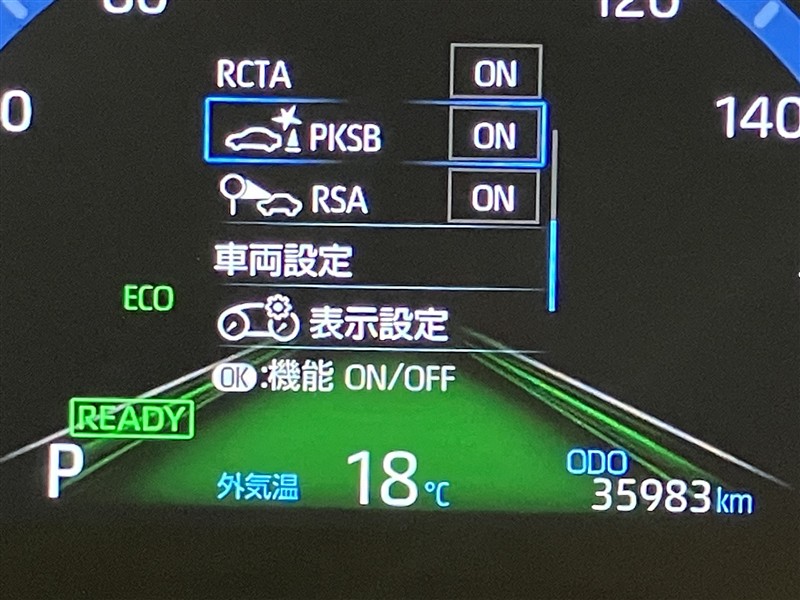 120
RCTA ON
0 PKSB ON 140
RSA ON
車両設定
ECO
表示設定
OK:機能 ON/OFF
READY
P
外気温 18℃
ODO
35983km